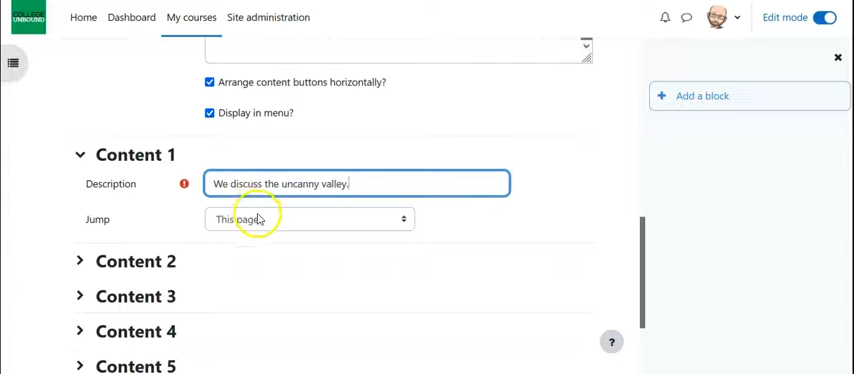 COLLEGE
UNBOUND
Home Dashboard My courses Site administration Edit mode
Add a block
Arrange content buttons horizontally?
Display in menu?
Content 1
Description We discuss the uncanny valley.
Jump This page
Content 2
Content 3
Content 4
?
Content 5